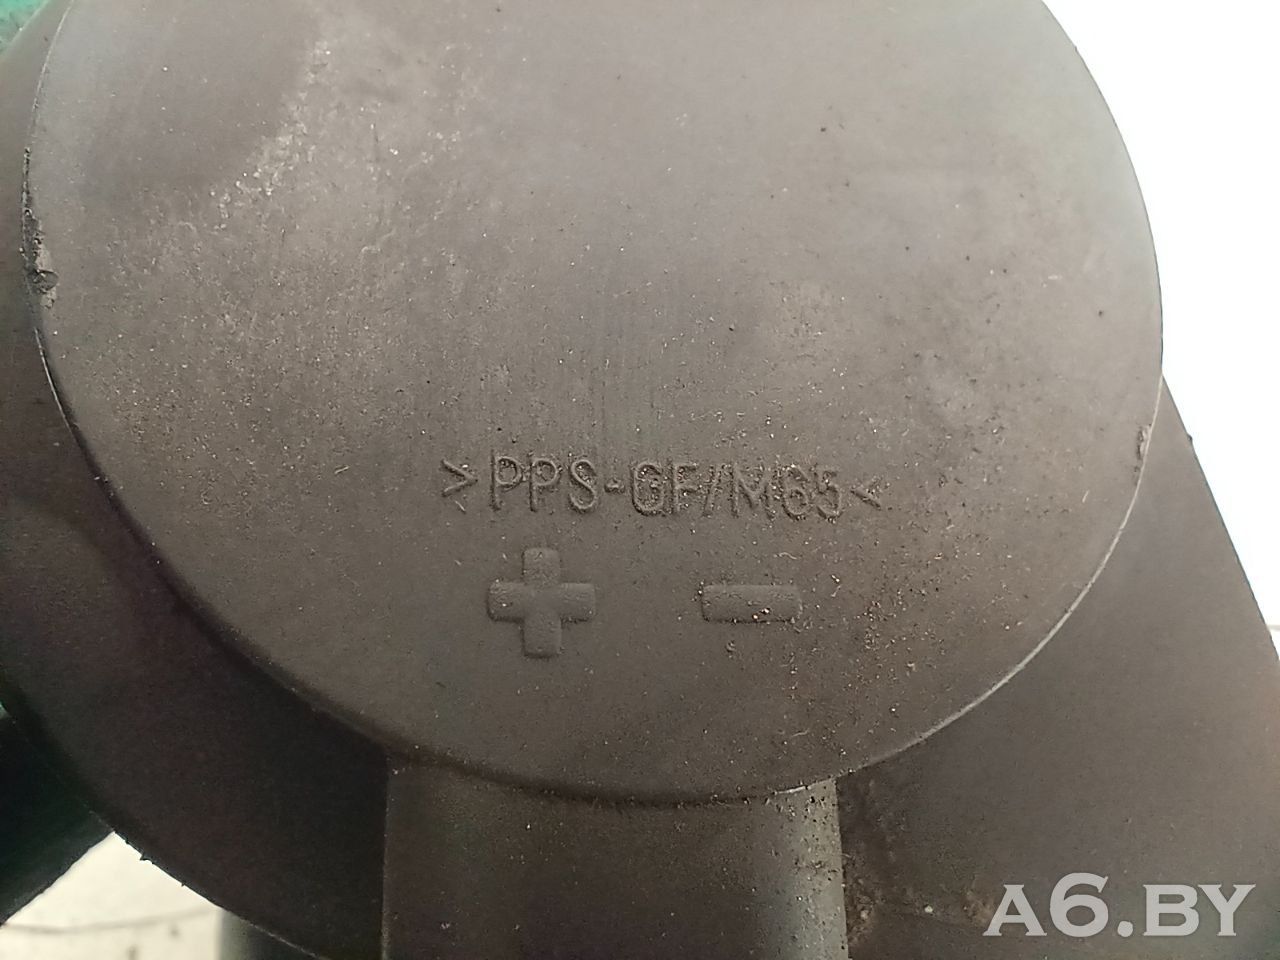 >PPS-GF/M65<
+ -
A6.BY